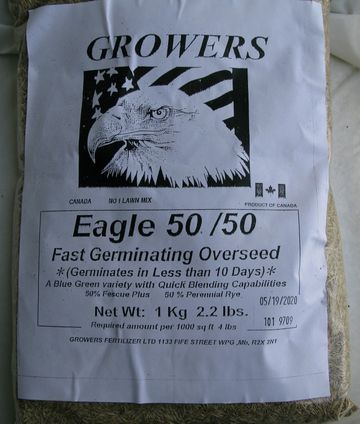 GROWERS
CANADA NO 1 LAWN MIX
PRODUCT OF CANADA
Eagle 50 /50
Fast Germinating Overseed
*(Germinates in Less than 10 Days)*
A Blue Green variety with Quick Blending Capabilities
50% Fescue Plus 50 % Perennial Rye
05/19/2020
Net Wt: 1 Kg 2.2 lbs.
101 9709
Required amount per 1000 sq ft 4 lbs
GROWERS FERTILIZER LTD 1133 FIFE STREET WPG ,Mb, R2X 2N1